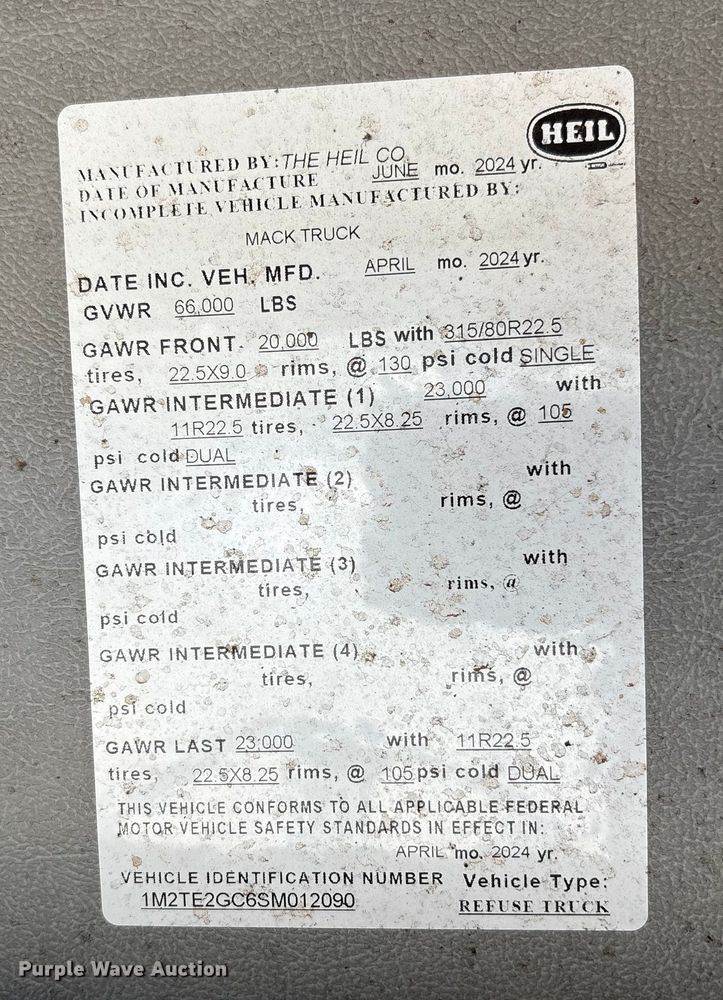 HEIL
MANUFACTURED BY: THE HEIL CO.
DATE OF MANUFACTURE JUNE mo. 2024 yr.
INCOMPLETE VEHICLE MANUFACTURED BY:
MACK TRUCK
DATE INC. VEH. MFD. APRIL mo. 2024 yr.
GVWR 66,000 LBS
GAWR FRONT. 20,000 LBS with 315/80R22.5
tires, 22.5X9.0 rims, @ 130 psi cold SINGLE
GAWR INTERMEDIATE (1) 23,000 with
11R22.5 tires, 22.5X8.25 rims, @ 105
psi cold DUAL
GAWR INTERMEDIATE (2) with
tires, rims, @
psi cold
GAWR INTERMEDIATE (3) with
tires, rims, @
psi cold
GAWR INTERMEDIATE (4) with
tires, rims, @
psi cold
GAWR LAST 23,000 with 11R22.5
tires, 22.5X8.25 rims, @ 105 psi cold DUAL
THIS VEHICLE CONFORMS TO ALL APPLICABLE FEDERAL
MOTOR VEHICLE SAFETY STANDARDS IN EFFECT IN:
APRIL mo. 2024 yr.
VEHICLE IDENTIFICATION NUMBER Vehicle Type:
1M2TE2GC6SM012090 REFUSE TRUCK
Purple Wave Auction